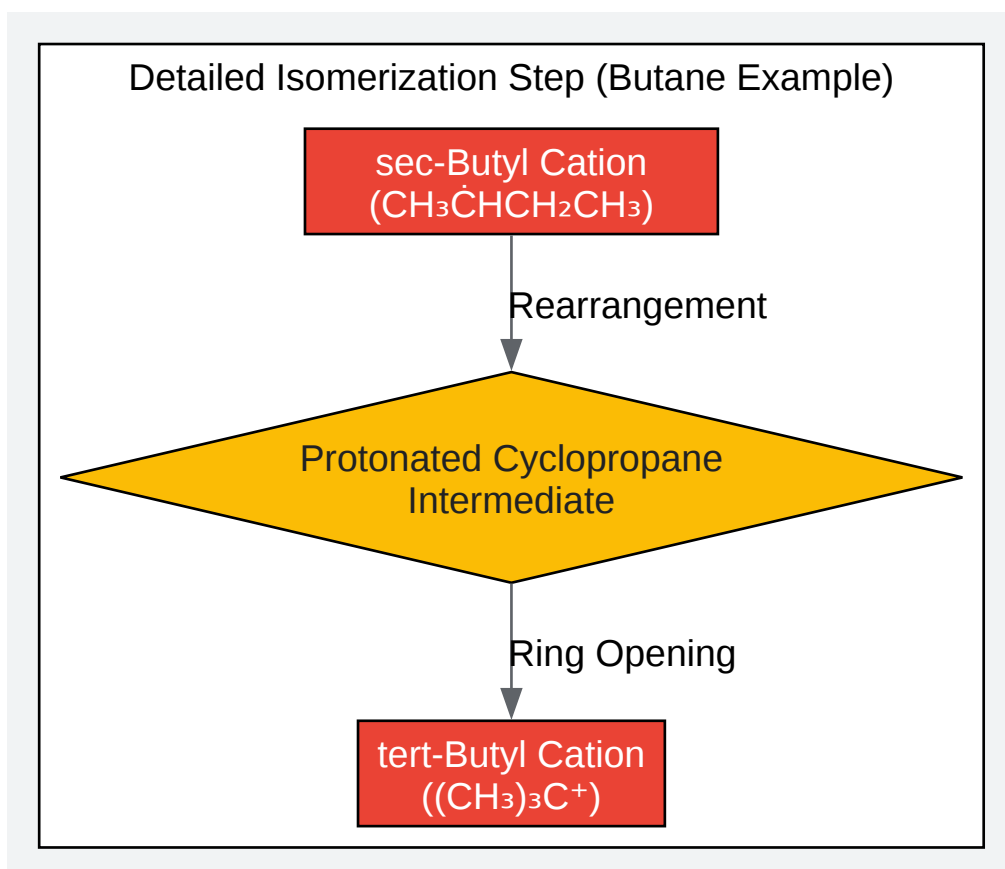 Detailed Isomerization Step (Butane Example)
sec-Butyl Cation
(CH₃ĊHCH₂CH₃)
Rearrangement
Protonated Cyclopropane
Intermediate
Ring Opening
tert-Butyl Cation
((CH₃)₃C⁺)